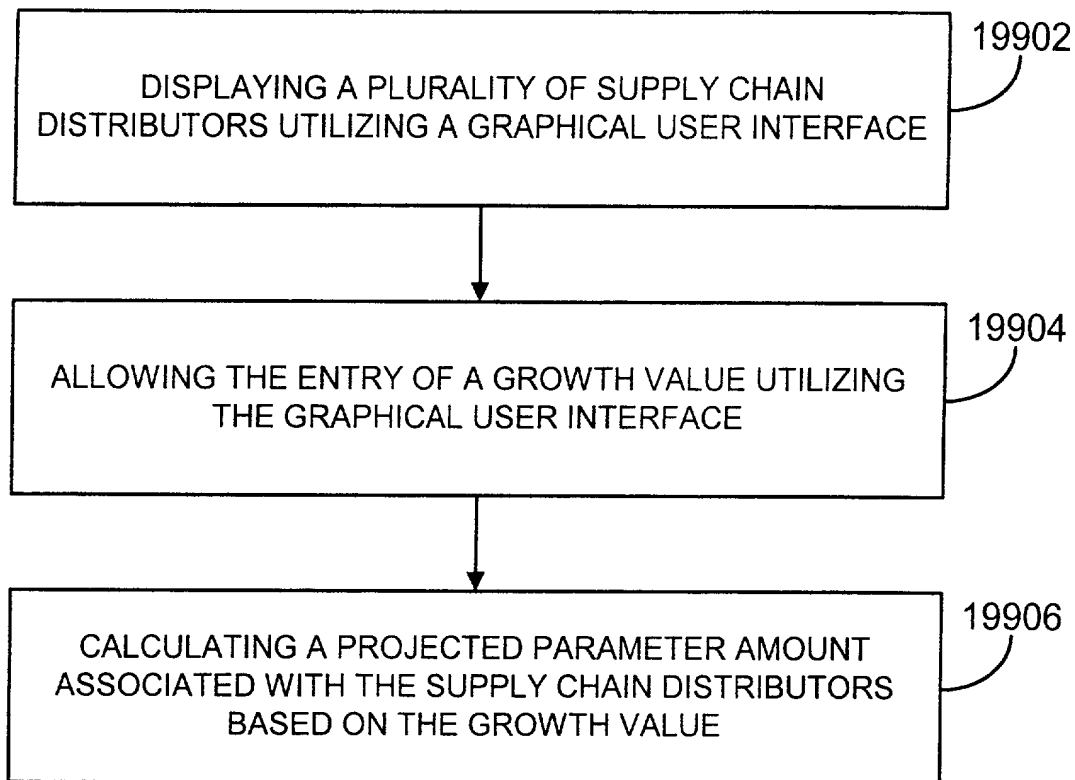 19902
DISPLAYING A PLURALITY OF SUPPLY CHAIN
DISTRIBUTORS UTILIZING A GRAPHICAL USER INTERFACE
19904
ALLOWING THE ENTRY OF A GROWTH VALUE UTILIZING
THE GRAPHICAL USER INTERFACE
19906
CALCULATING A PROJECTED PARAMETER AMOUNT
ASSOCIATED WITH THE SUPPLY CHAIN DISTRIBUTORS
BASED ON THE GROWTH VALUE